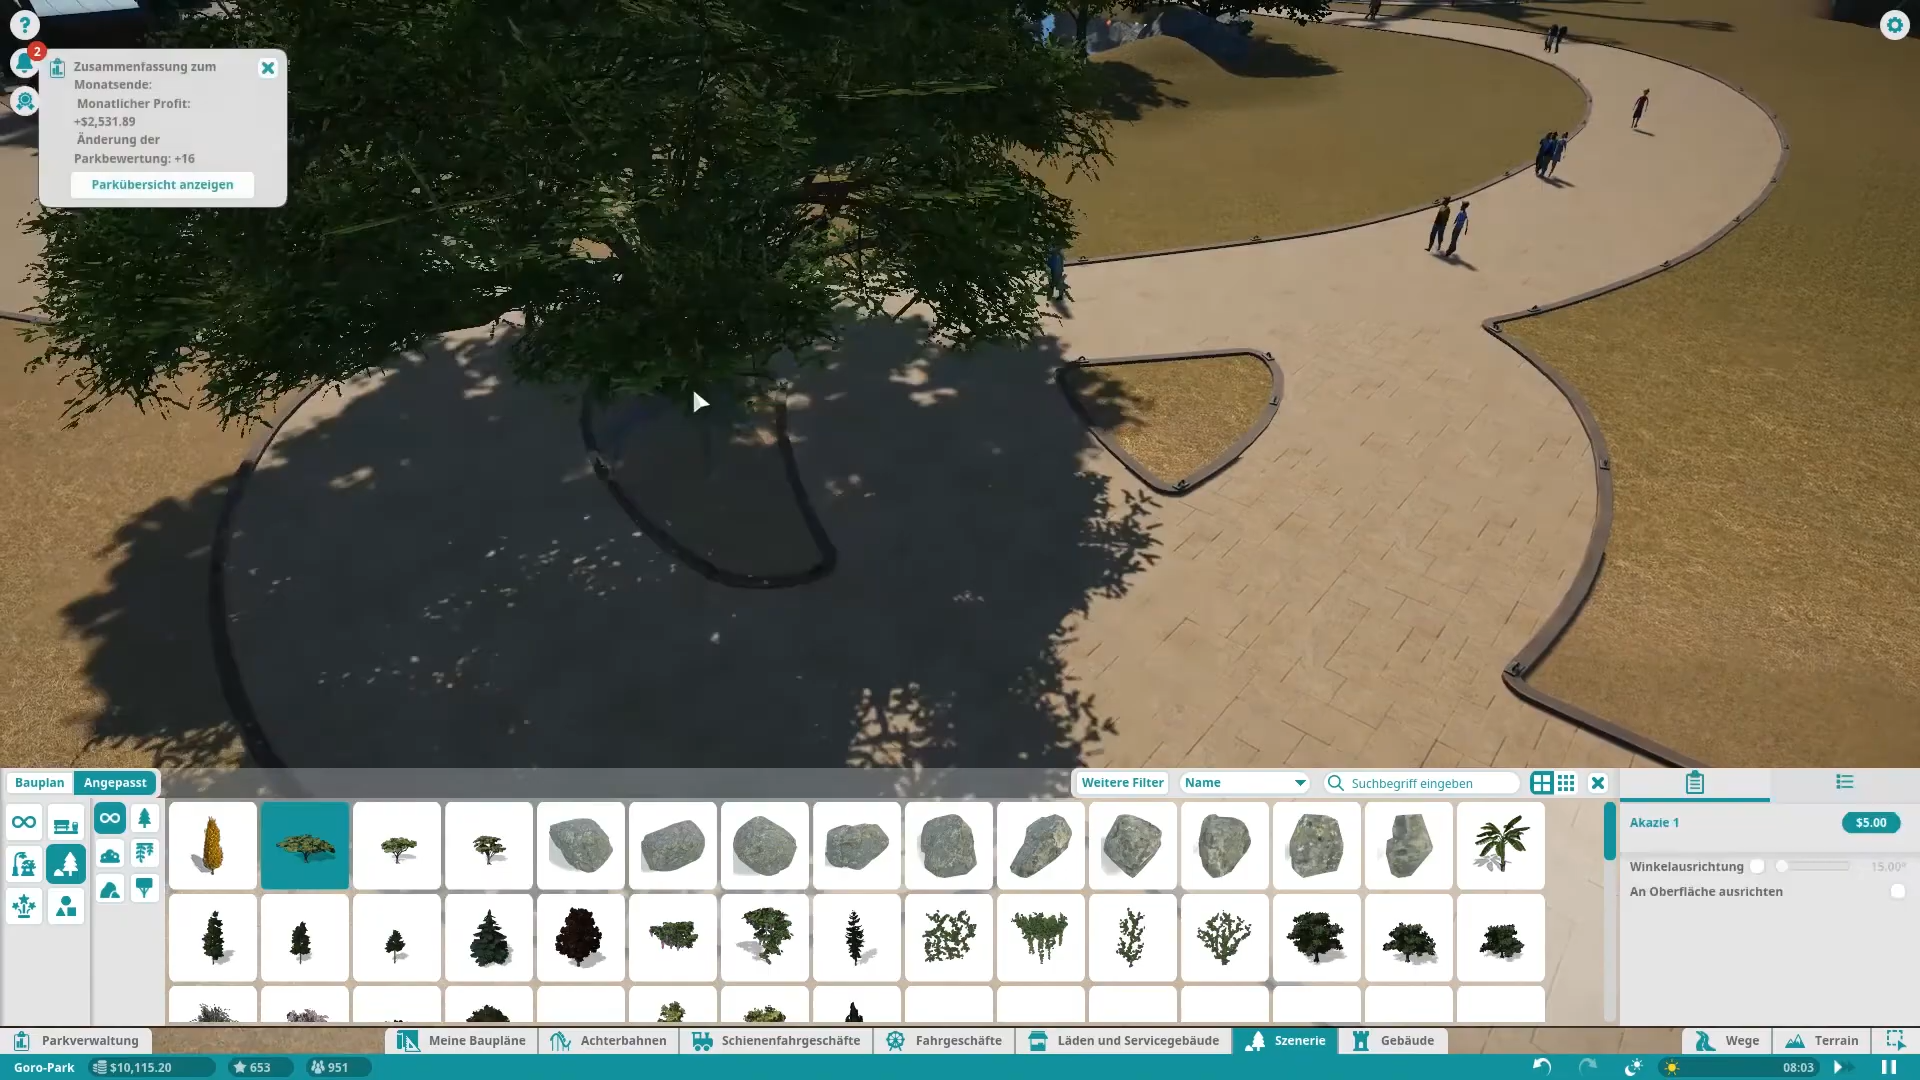 ?
2
Zusammenfassung zum
Monatsende:
Monatlicher Profit:
+$2,531.89
Änderung der
Parkbewertung: +16
Parkübersicht anzeigen
Bauplan
Angepasst
Weitere Filter
Name
Suchbegriff eingeben
Akazie 1
$5.00
Winkelausrichtung
15.00°
An Oberfläche ausrichten
Parkverwaltung
Meine Baupläne
Achterbahnen
Schienenfahrgeschäfte
Fahrgeschäfte
Läden und Servicegebäude
Szenerie
Gebäude
Wege
Terrain
Goro-Park
$10,115.20
653
951
08:03